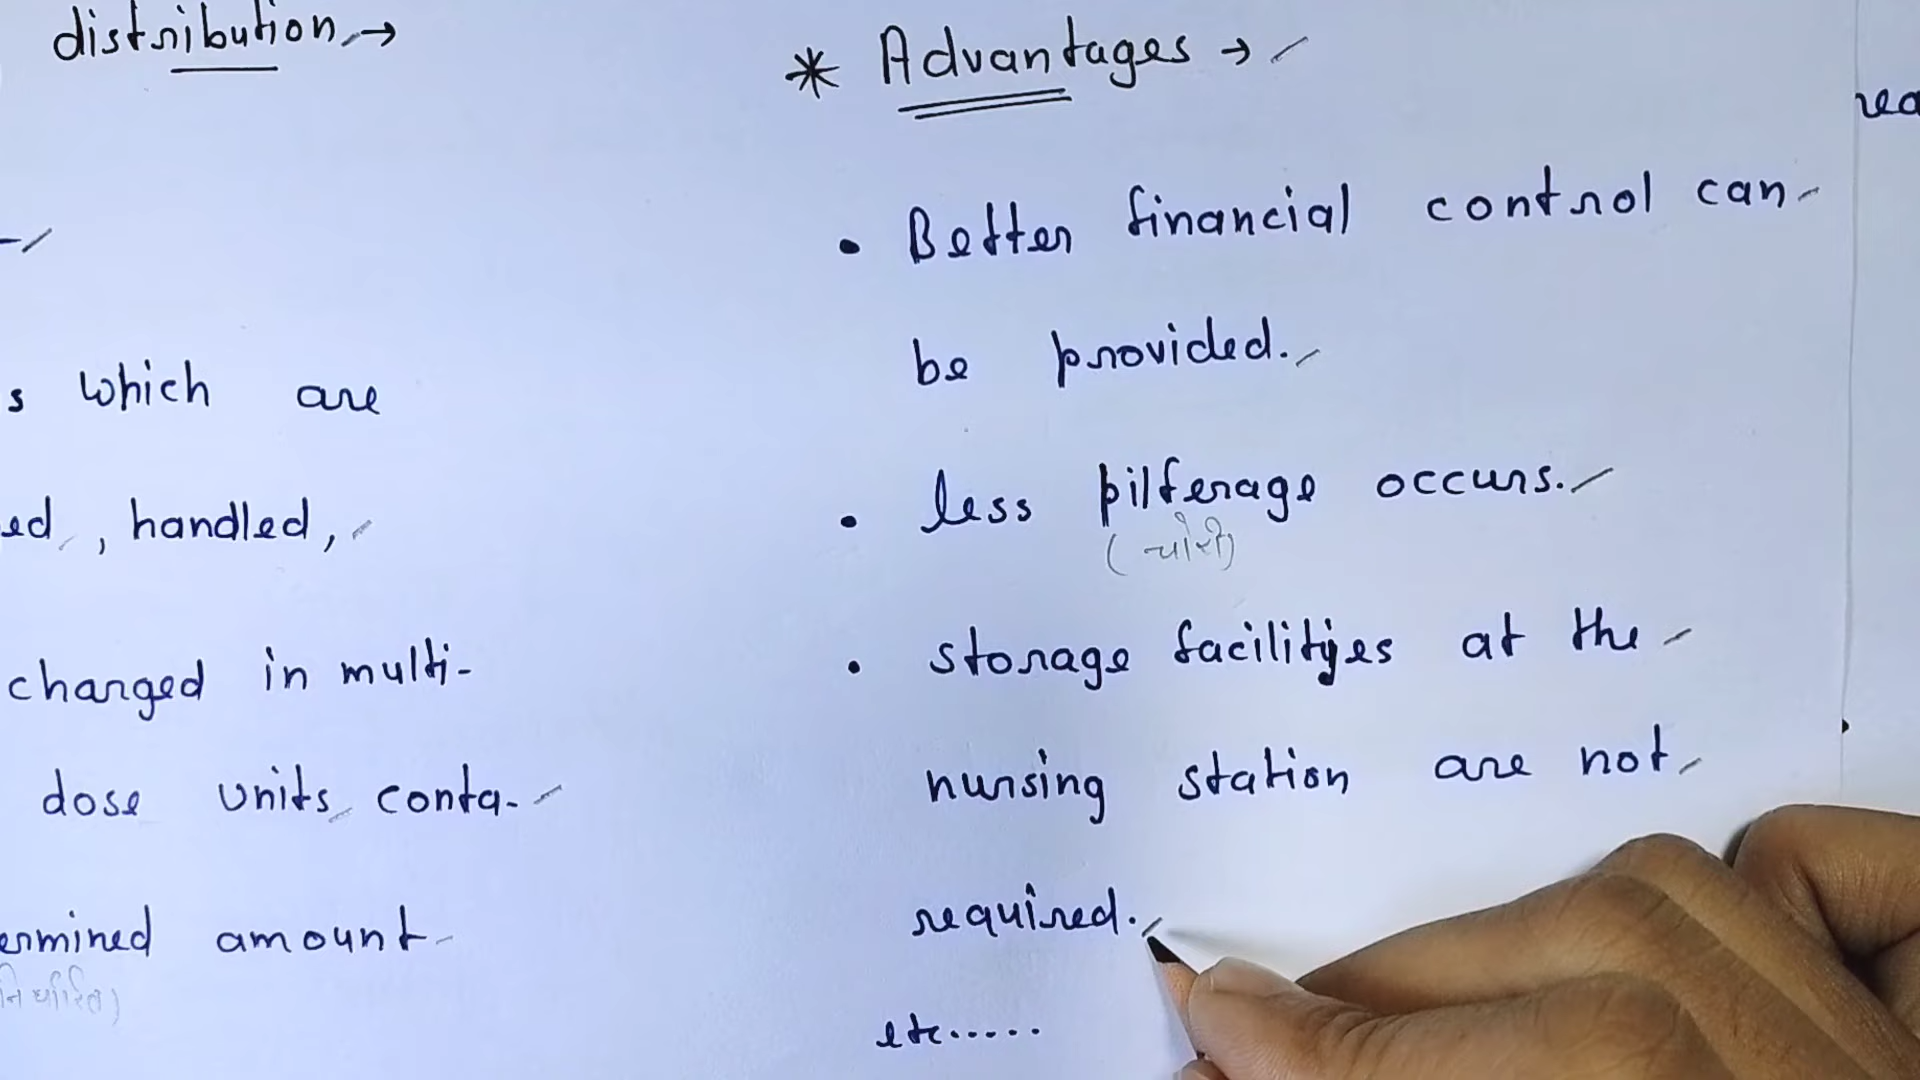 distribution →
s which are
ed, handled,
charged in multi-
dose units conta-
ermined amount
* Advantages →
• Better financial control can
be provided.
• less pilferage occurs.
(चोरी)
• storage facilities at the
nursing station are not
required.
etc.....